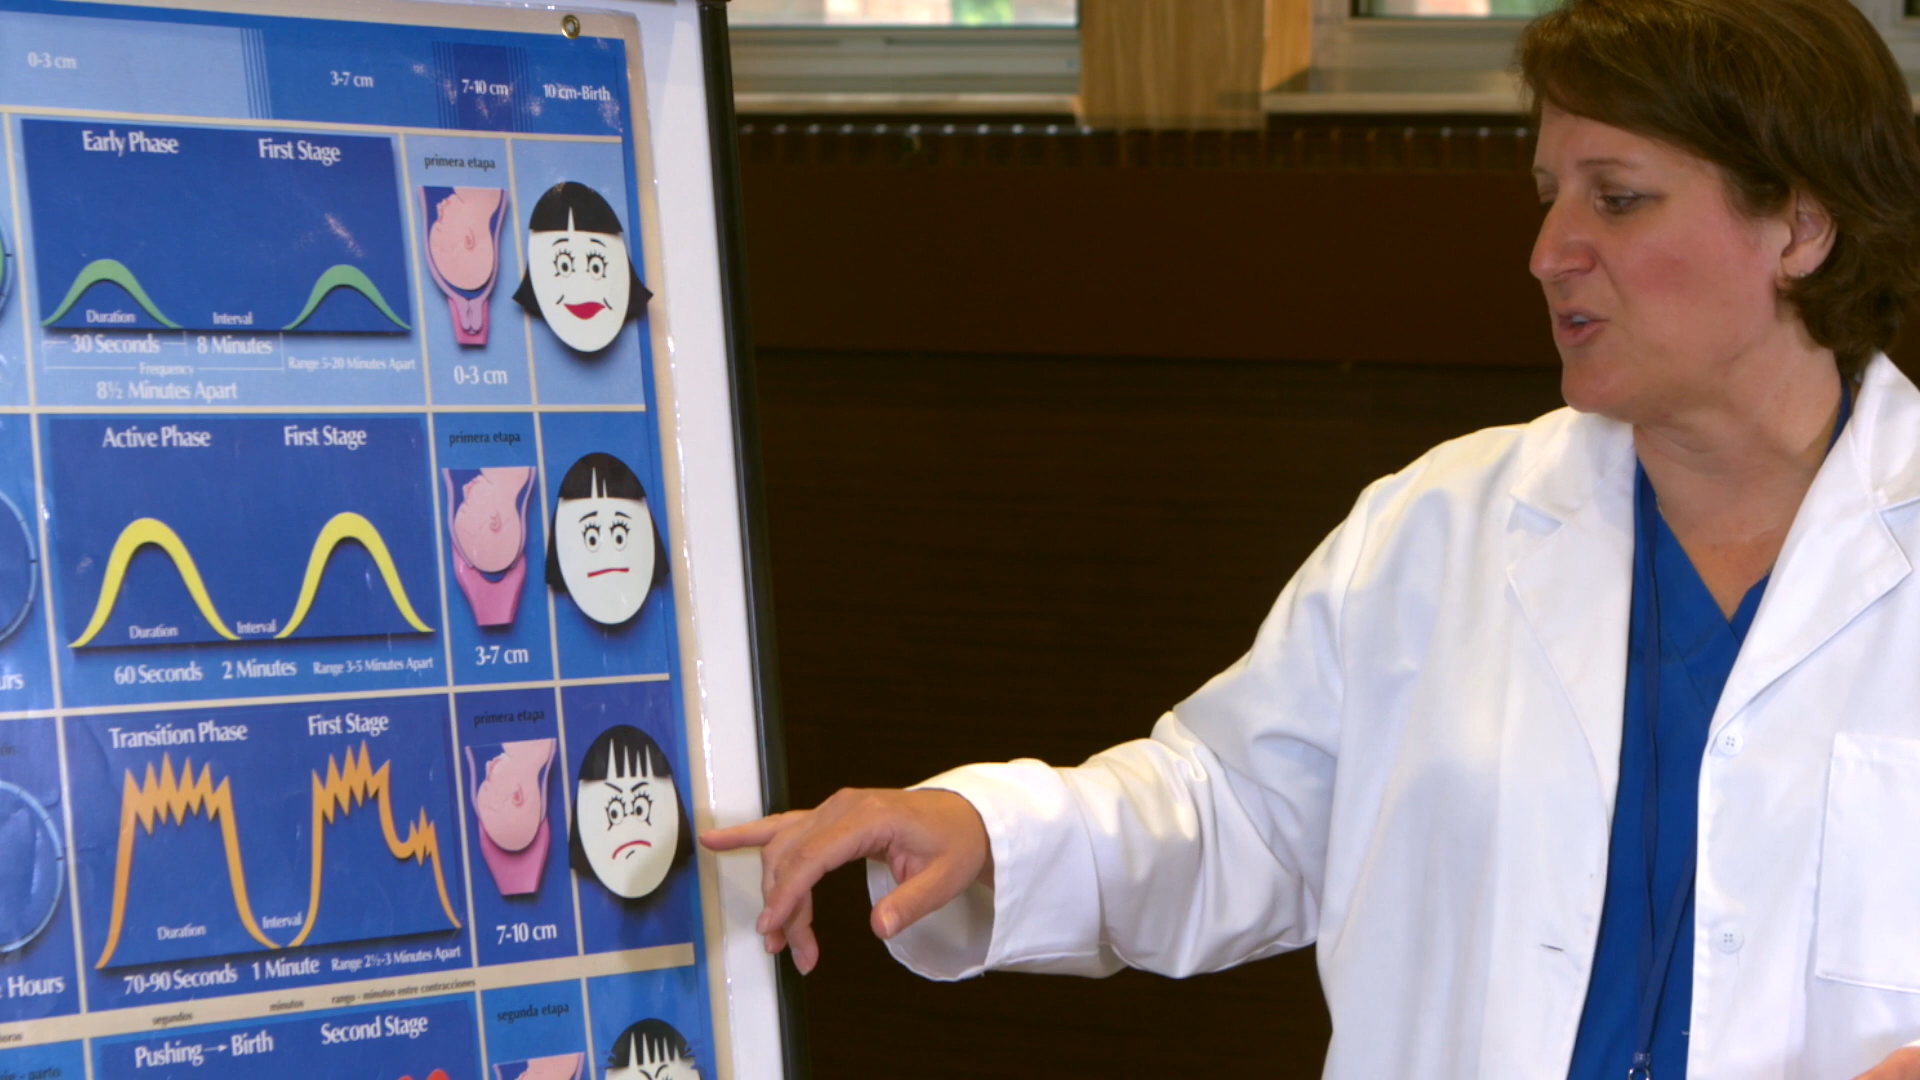 0-3 cm
3-7 cm
7-10 cm
10 cm-Birth
Early Phase First Stage
primera etapa
Duration Interval
30 Seconds 8 Minutes Range 5-20 Minutes Apart
Frequency
8½ Minutes Apart
0-3 cm
Active Phase First Stage
primera etapa
Duration Interval
60 Seconds 2 Minutes Range 3-5 Minutes Apart
3-7 cm
Transition Phase First Stage
primera etapa
Duration Interval
Hours
70-90 Seconds 1 Minute Range 2½-3 Minutes Apart
7-10 cm
segundos minutos rango - minutos entre contracciones
Pushing → Birth Second Stage
segunda etapa